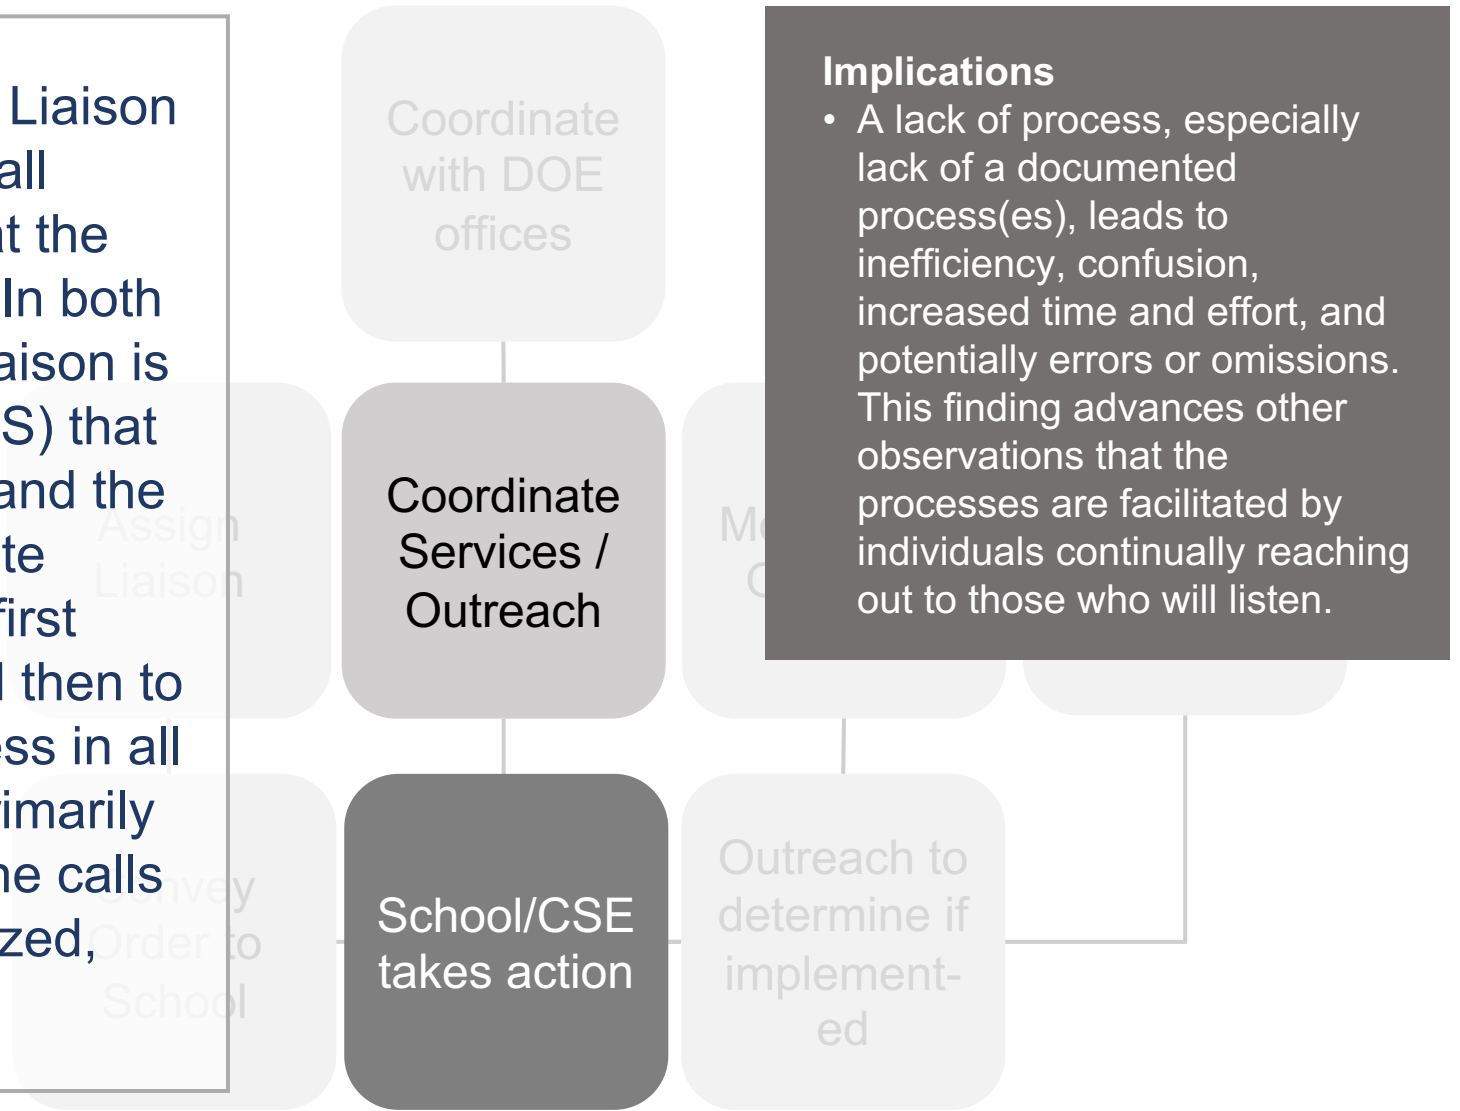 Liaison
all
at the
In both
aison is
S) that
and the
te
first
then to
ess in all
rimarily
ne calls
ized,
Coordinate
with DOE
offices
Assign
Liaison
Coordinate
Services /
Outreach
Convey
Order to
School
School/CSE
takes action
Outreach to
determine if
implement-
ed
Implications
• A lack of process, especially
lack of a documented
process(es), leads to
inefficiency, confusion,
increased time and effort, and
potentially errors or omissions.
This finding advances other
observations that the
processes are facilitated by
individuals continually reaching
out to those who will listen.